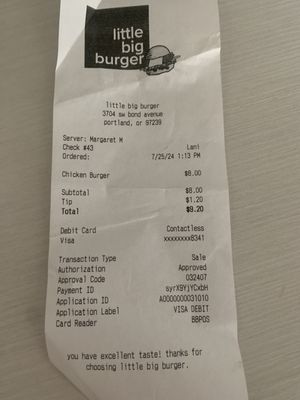 little
big
burger
little big burger
3704 sw bond avenue
portland, or 97239
Server: Margaret M
Check #43 Lani
Ordered: 7/25/24 1:13 PM
Chicken Burger $8.00
Subtotal $8.00
Tip $1.20
Total $9.20
Debit Card Contactless
Visa xxxxxxxx8341
Transaction Type Sale
Authorization Approved
Approval Code 032407
Payment ID syrX9YjYCxbH
Application ID A0000000031010
Application Label VISA DEBIT
Card Reader BBPOS
you have excellent taste! thanks for
choosing little big burger.